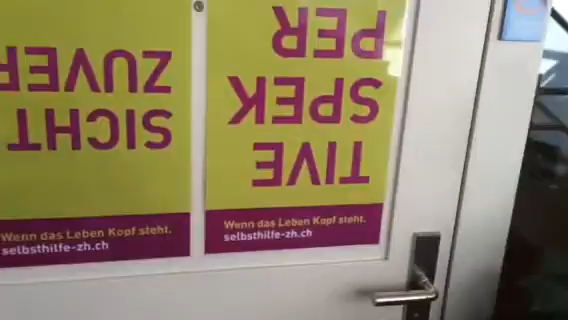 ZUVER
SICHT
Wenn das Leben Kopf steht.
selbsthilfe-zh.ch
PER
SPEK
TIVE
Wenn das Leben Kopf steht.
selbsthilfe-zh.ch